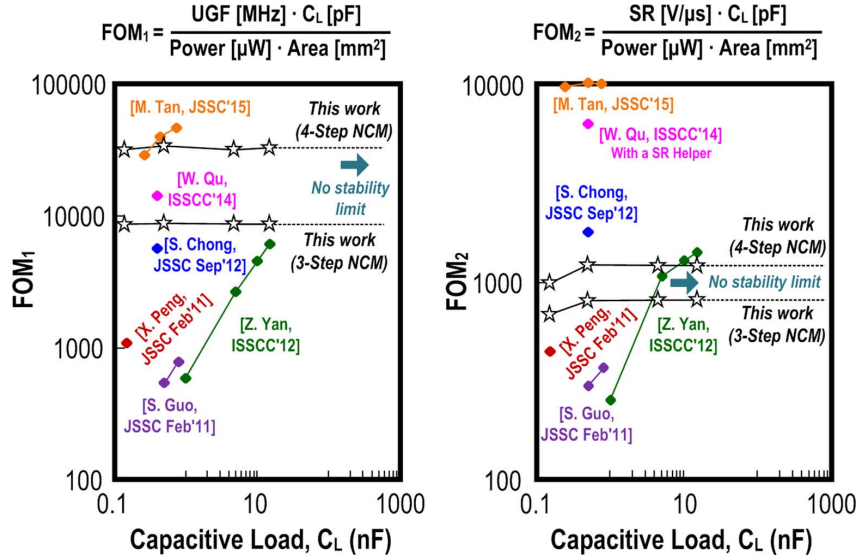 FOM₁ = UGF [MHz] · C_L [pF]
Power [µW] · Area [mm²]
100000
10000
1000
100
FOM₁
[M. Tan, JSSC'15]
This work
(4-Step NCM)
[W. Qu,
ISSCC'14]
No stability
limit
[S. Chong,
JSSC Sep'12]
This work
(3-Step NCM)
[X. Peng,
JSSC Feb'11]
[Z. Yan,
ISSCC'12]
[S. Guo,
JSSC Feb'11]
0.1
10
1000
Capacitive Load, C_L (nF)
FOM₂ = SR [V/µs] · C_L [pF]
Power [µW] · Area [mm²]
10000
1000
100
FOM₂
[M. Tan, JSSC'15]
[W. Qu, ISSCC'14]
With a SR Helper
[S. Chong,
JSSC Sep'12]
This work
(4-Step NCM)
No stability limit
This work
(3-Step NCM)
[X. Peng,
JSSC Feb'11]
[Z. Yan,
ISSCC'12]
[S. Guo,
JSSC Feb'11]
0.1
10
1000
Capacitive Load, C_L (nF)